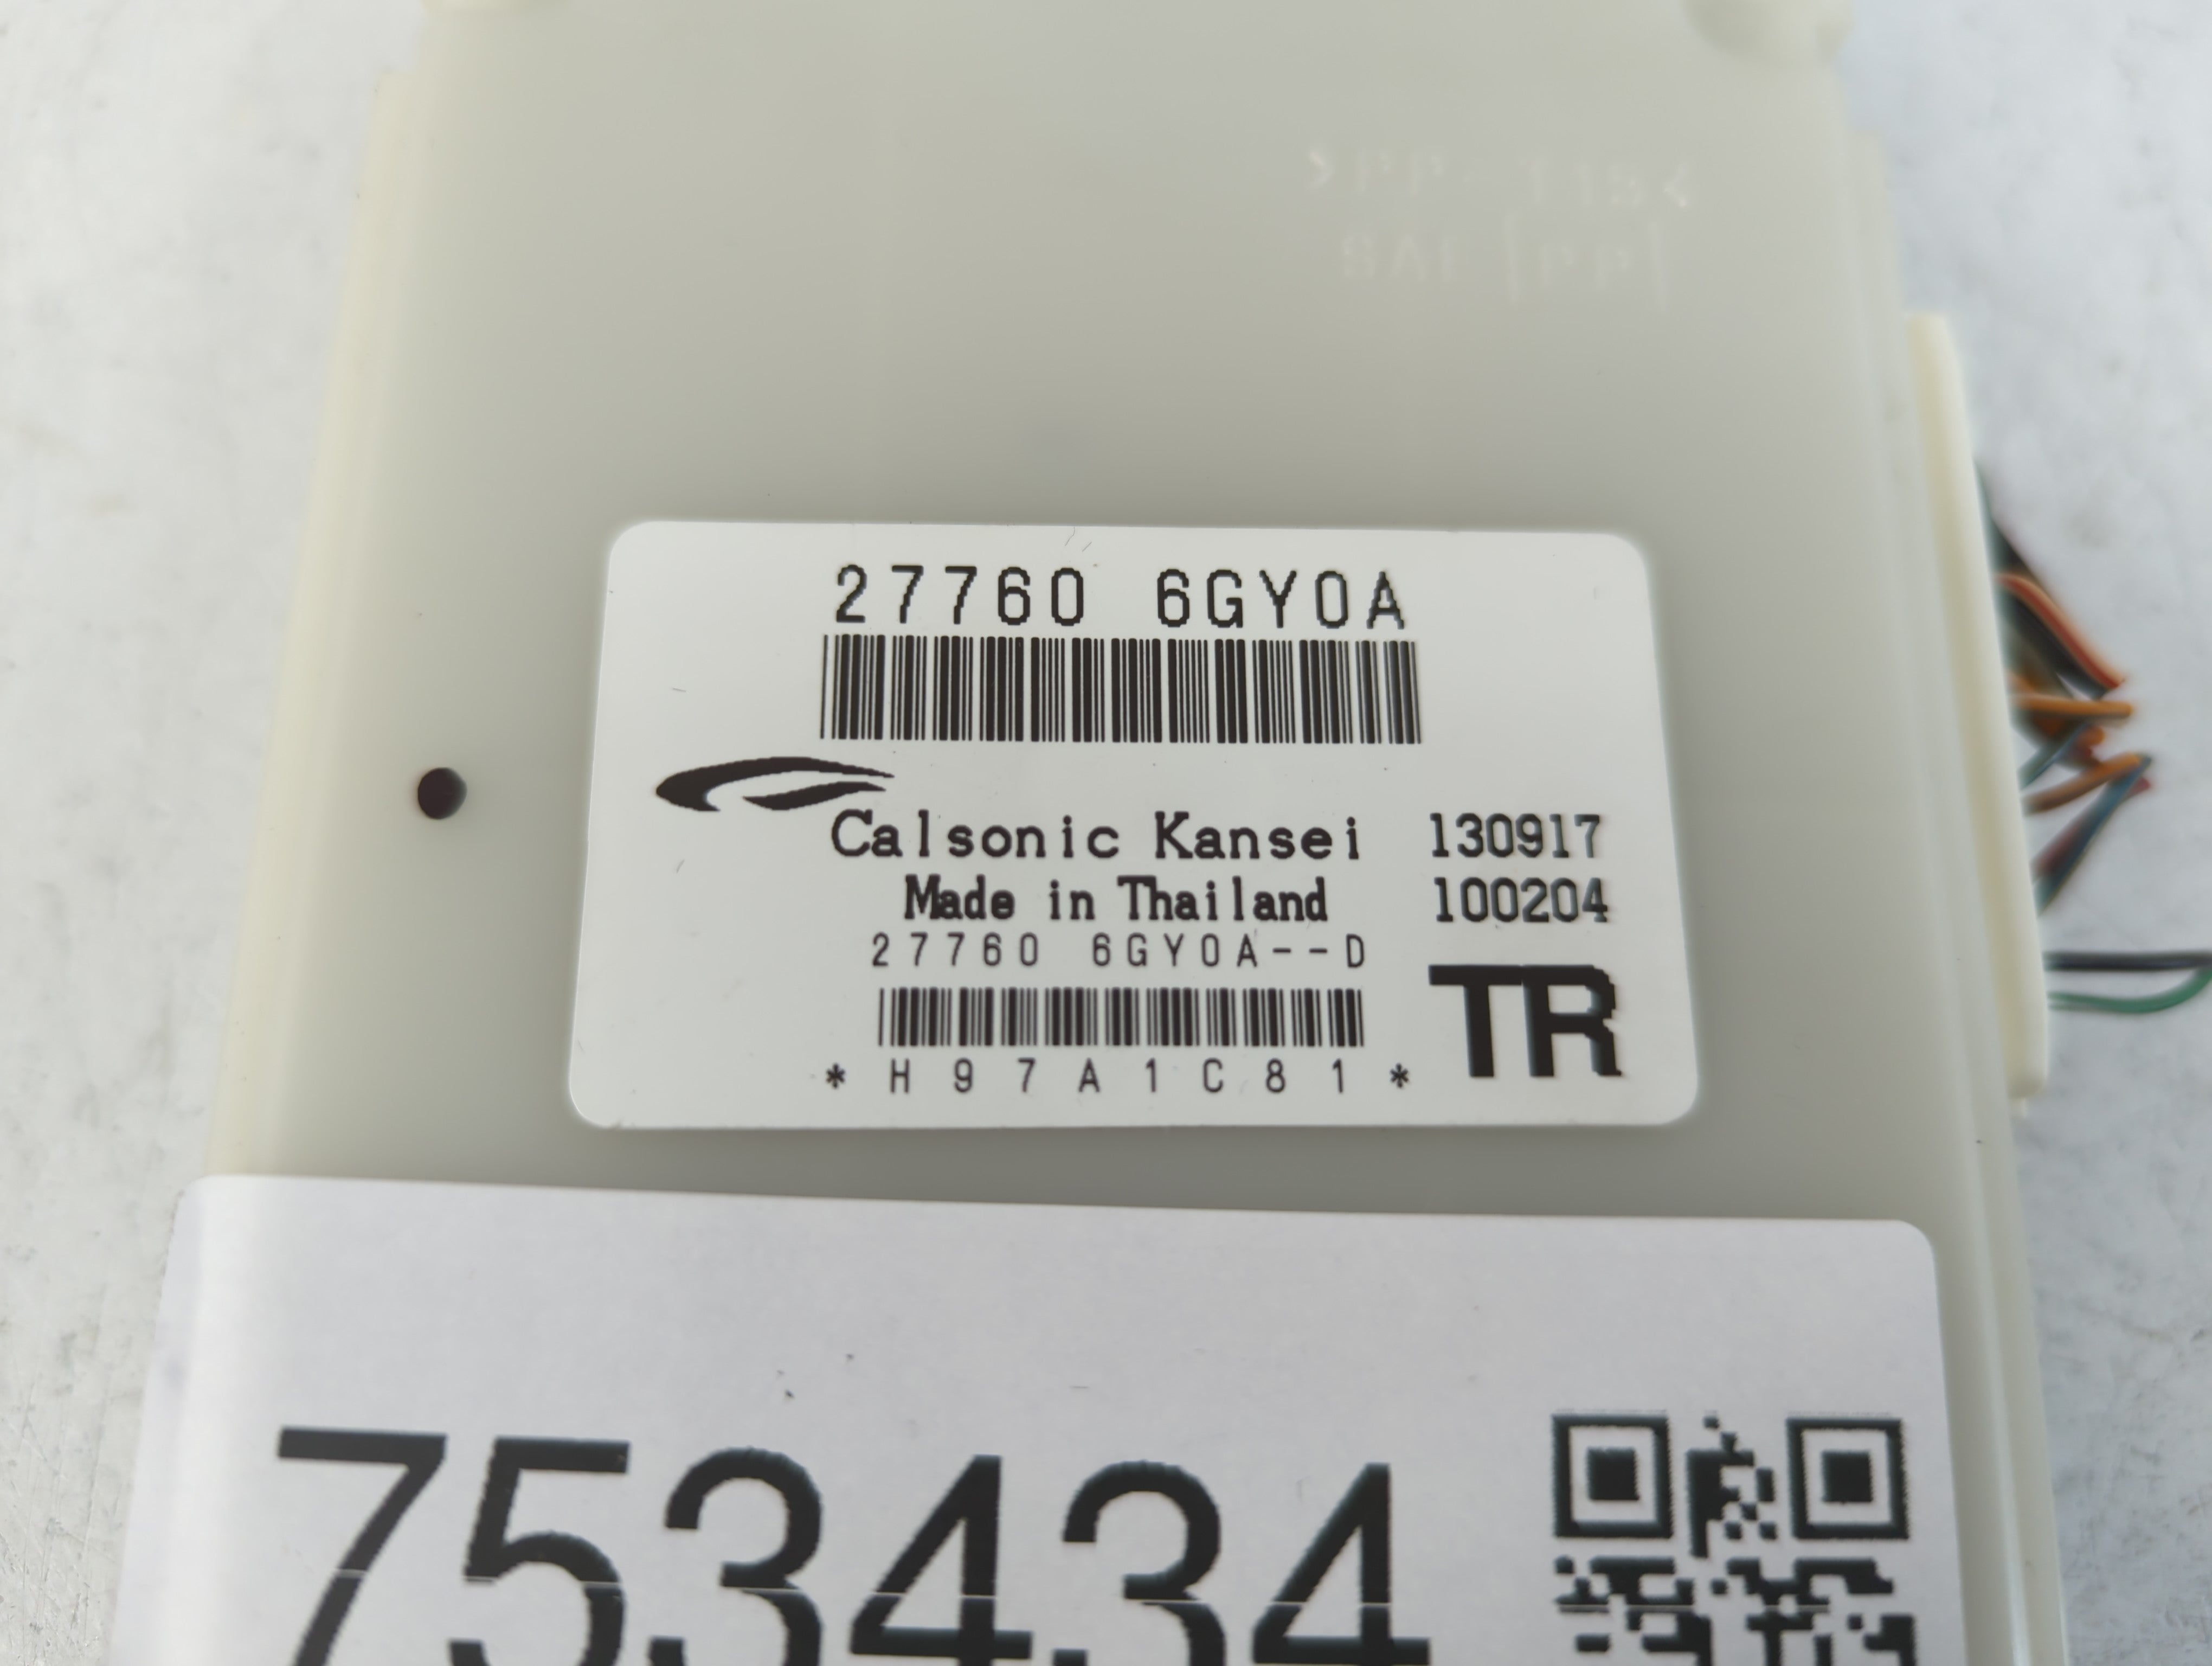 27760 6GY0A
Calsonic Kansei 130917
Made in Thailand 100204
27760 6GY0A--D
TR
*H97A1C81*
753434